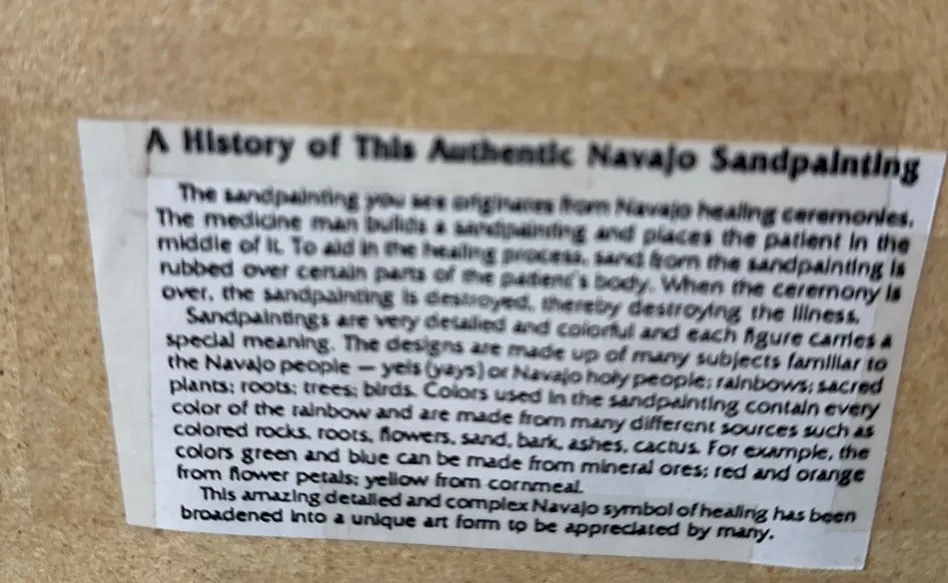 A History of This Authentic Navajo Sandpainting
The sandpainting you see originates from Navajo healing ceremonies.
The medicine man builds a sandpainting and places the patient in the
middle of it. To aid in the healing process, sand from the sandpainting is
rubbed over certain parts of the patient's body. When the ceremony is
over, the sandpainting is destroyed, thereby destroying the illness.
Sandpaintings are very detailed and colorful and each figure carries a
special meaning. The designs are made up of many subjects familiar to
the Navajo people — yeis (yays) or Navajo holy people; rainbows; sacred
plants; roots; trees; birds. Colors used in the sandpainting contain every
color of the rainbow and are made from many different sources such as
colored rocks, roots, flowers, sand, bark, ashes, cactus. For example, the
colors green and blue can be made from mineral ores; red and orange
from flower petals; yellow from cornmeal.
This amazing detailed and complex Navajo symbol of healing has been
broadened into a unique art form to be appreciated by many.